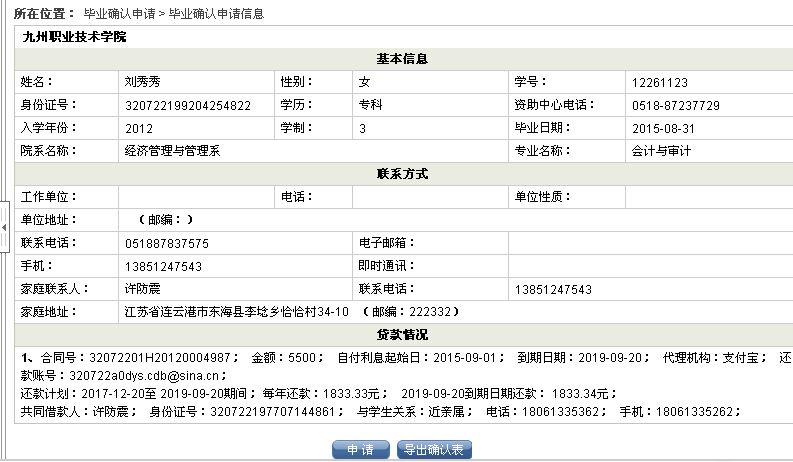 所在位置： 毕业确认申请 > 毕业确认申请信息
九州职业技术学院
基本信息
姓名： 刘秀秀 性别： 女 学号： 12261123
身份证号： 320722199204254822 学历： 专科 资助中心电话： 0518-87237729
入学年份： 2012 学制： 3 毕业日期： 2015-08-31
院系名称： 经济管理与管理系 专业名称： 会计与审计
联系方式
工作单位： 电话： 单位性质：
单位地址： （邮编：）
联系电话： 051887837575 电子邮箱：
手机： 13851247543 即时通讯：
家庭联系人： 许防震 联系电话： 13851247543
家庭地址： 江苏省连云港市东海县李埝乡恰恰村34-10 （邮编：222332）
贷款情况
1、合同号：32072201H20120004987； 金额：5500； 自付利息起始日：2015-09-01； 到期日期：2019-09-20； 代理机构：支付宝； 还
款账号：320722a0dys.cdb@sina.cn；
还款计划：2017-12-20至 2019-09-20期间；每年还款：1833.33元； 2019-09-20到期日期还款： 1833.34元；
共同借款人：许防震； 身份证号：320722197707144861； 与学生关系：近亲属； 电话：18061335362； 手机：18061335262；
申 请 导出确认表